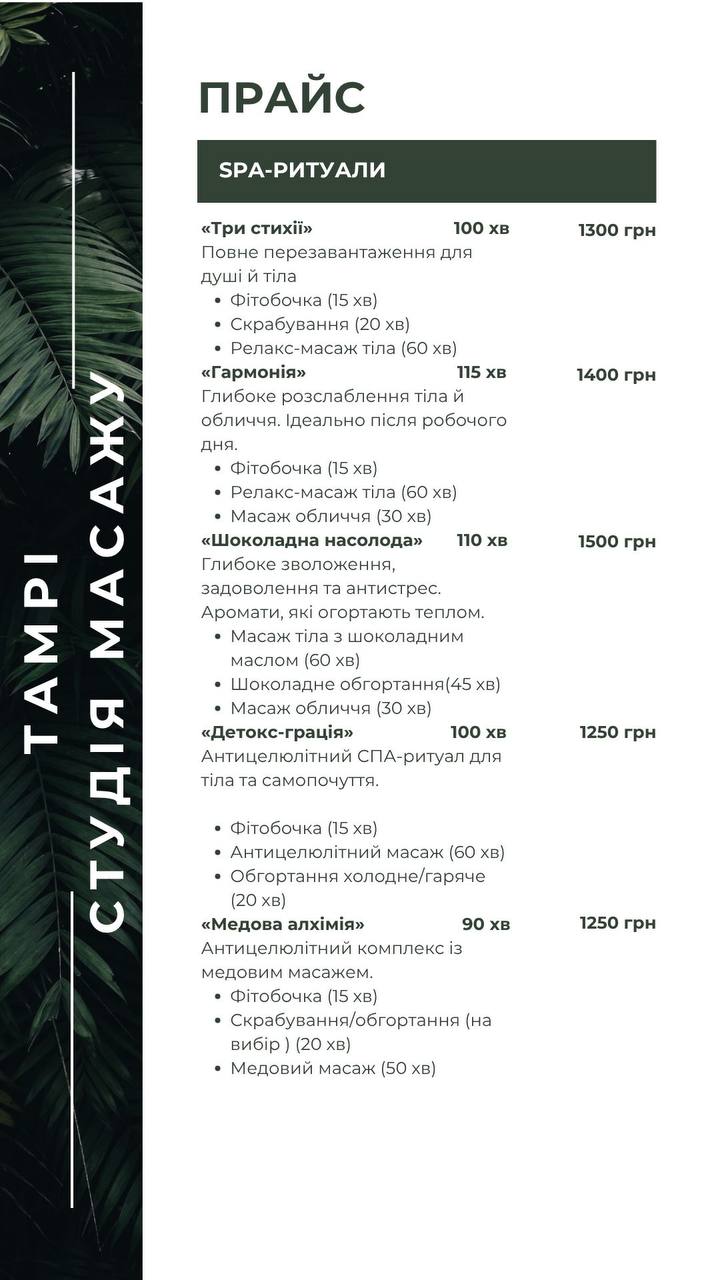 ТАМРІ
СТУДІЯ МАСАЖУ
ПРАЙС
SPA-РИТУАЛИ
«Три стихії» 100 хв 1300 грн
Повне перезавантаження для
душі й тіла
• Фітобочка (15 хв)
• Скрабування (20 хв)
• Релакс-масаж тіла (60 хв)
«Гармонія» 115 хв 1400 грн
Глибоке розслаблення тіла й
обличчя. Ідеально після робочого
дня.
• Фітобочка (15 хв)
• Релакс-масаж тіла (60 хв)
• Масаж обличчя (30 хв)
«Шоколадна насолода» 110 хв 1500 грн
Глибоке зволоження,
задоволення та антистрес.
Аромати, які огортають теплом.
• Масаж тіла з шоколадним
маслом (60 хв)
• Шоколадне обгортання(45 хв)
• Масаж обличчя (30 хв)
«Детокс-грація» 100 хв 1250 грн
Антицелюлітний СПА-ритуал для
тіла та самопочуття.
• Фітобочка (15 хв)
• Антицелюлітний масаж (60 хв)
• Обгортання холодне/гаряче
(20 хв)
«Медова алхімія» 90 хв 1250 грн
Антицелюлітний комплекс із
медовим масажем.
• Фітобочка (15 хв)
• Скрабування/обгортання (на
вибір ) (20 хв)
• Медовий масаж (50 хв)